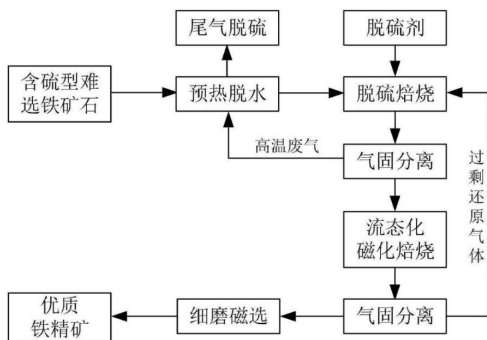 尾气脱硫
脱硫剂
含硫型难
选铁矿石
预热脱水
脱硫焙烧
高温废气
气固分离
过剩还原气体
流态化
磁化焙烧
优质
铁精矿
细磨磁选
气固分离